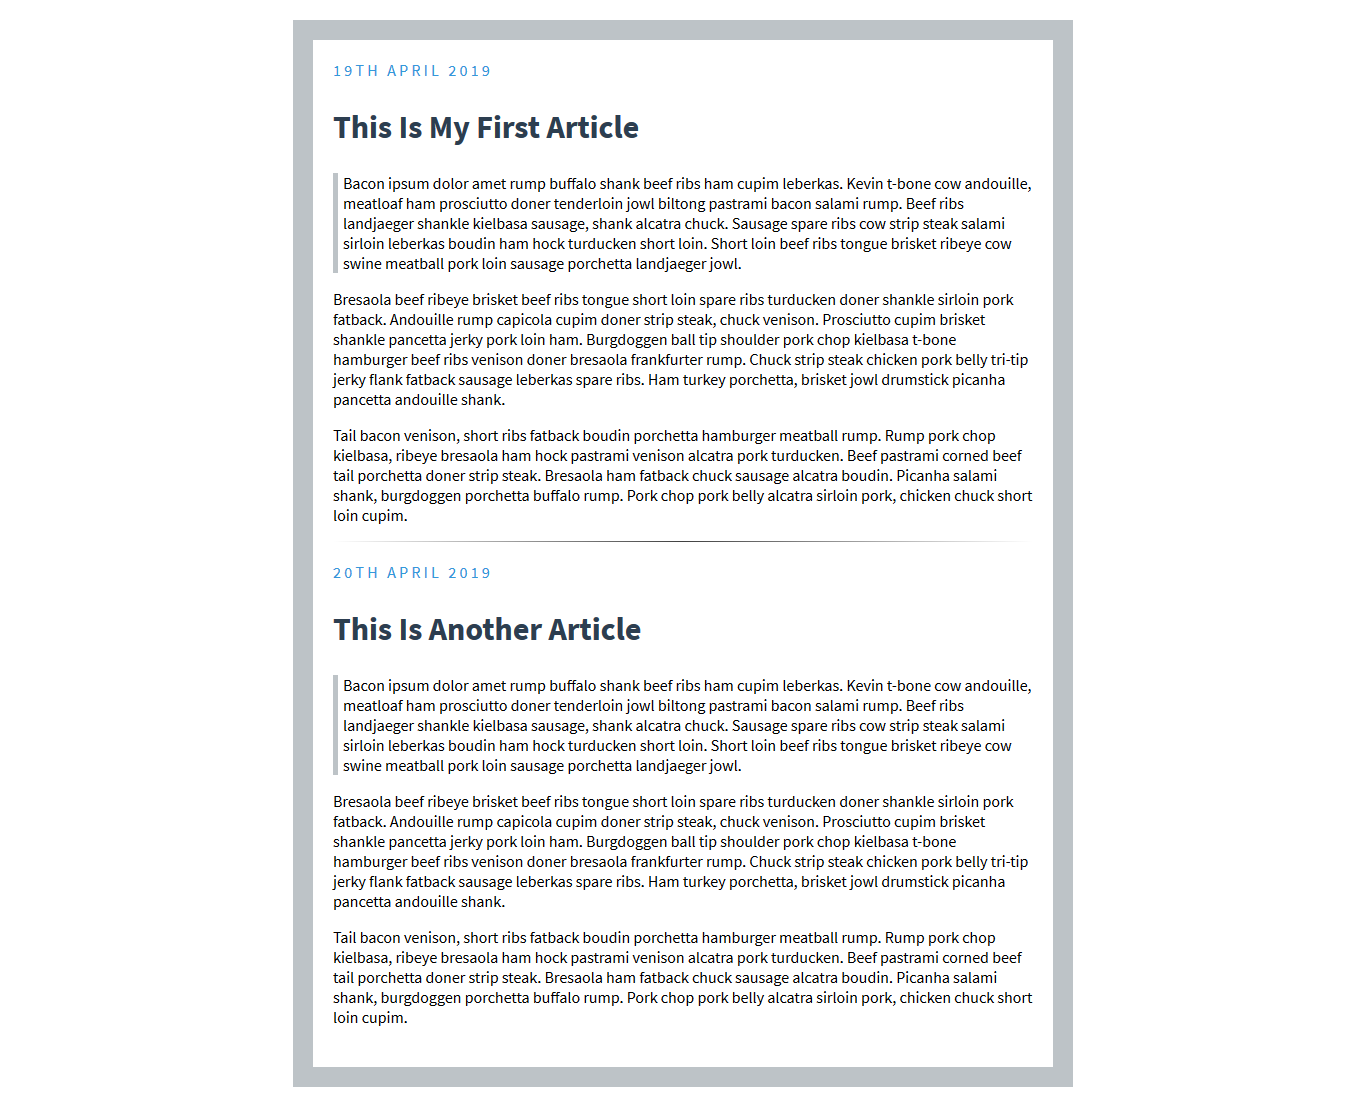 19TH APRIL 2019
This Is My First Article
Bacon ipsum dolor amet rump buffalo shank beef ribs ham cupim leberkas. Kevin t-bone cow andouille,
meatloaf ham prosciutto doner tenderloin jowl biltong pastrami bacon salami rump. Beef ribs
landjaeger shankle kielbasa sausage, shank alcatra chuck. Sausage spare ribs cow strip steak salami
sirloin leberkas boudin ham hock turducken short loin. Short loin beef ribs tongue brisket ribeye cow
swine meatball pork loin sausage porchetta landjaeger jowl.
Bresaola beef ribeye brisket beef ribs tongue short loin spare ribs turducken doner shankle sirloin pork
fatback. Andouille rump capicola cupim doner strip steak, chuck venison. Prosciutto cupim brisket
shankle pancetta jerky pork loin ham. Burgdoggen ball tip shoulder pork chop kielbasa t-bone
hamburger beef ribs venison doner bresaola frankfurter rump. Chuck strip steak chicken pork belly tri-tip
jerky flank fatback sausage leberkas spare ribs. Ham turkey porchetta, brisket jowl drumstick picanha
pancetta andouille shank.
Tail bacon venison, short ribs fatback boudin porchetta hamburger meatball rump. Rump pork chop
kielbasa, ribeye bresaola ham hock pastrami venison alcatra pork turducken. Beef pastrami corned beef
tail porchetta doner strip steak. Bresaola ham fatback chuck sausage alcatra boudin. Picanha salami
shank, burgdoggen porchetta buffalo rump. Pork chop pork belly alcatra sirloin pork, chicken chuck short
loin cupim.
20TH APRIL 2019
This Is Another Article
Bacon ipsum dolor amet rump buffalo shank beef ribs ham cupim leberkas. Kevin t-bone cow andouille,
meatloaf ham prosciutto doner tenderloin jowl biltong pastrami bacon salami rump. Beef ribs
landjaeger shankle kielbasa sausage, shank alcatra chuck. Sausage spare ribs cow strip steak salami
sirloin leberkas boudin ham hock turducken short loin. Short loin beef ribs tongue brisket ribeye cow
swine meatball pork loin sausage porchetta landjaeger jowl.
Bresaola beef ribeye brisket beef ribs tongue short loin spare ribs turducken doner shankle sirloin pork
fatback. Andouille rump capicola cupim doner strip steak, chuck venison. Prosciutto cupim brisket
shankle pancetta jerky pork loin ham. Burgdoggen ball tip shoulder pork chop kielbasa t-bone
hamburger beef ribs venison doner bresaola frankfurter rump. Chuck strip steak chicken pork belly tri-tip
jerky flank fatback sausage leberkas spare ribs. Ham turkey porchetta, brisket jowl drumstick picanha
pancetta andouille shank.
Tail bacon venison, short ribs fatback boudin porchetta hamburger meatball rump. Rump pork chop
kielbasa, ribeye bresaola ham hock pastrami venison alcatra pork turducken. Beef pastrami corned beef
tail porchetta doner strip steak. Bresaola ham fatback chuck sausage alcatra boudin. Picanha salami
shank, burgdoggen porchetta buffalo rump. Pork chop pork belly alcatra sirloin pork, chicken chuck short
loin cupim.